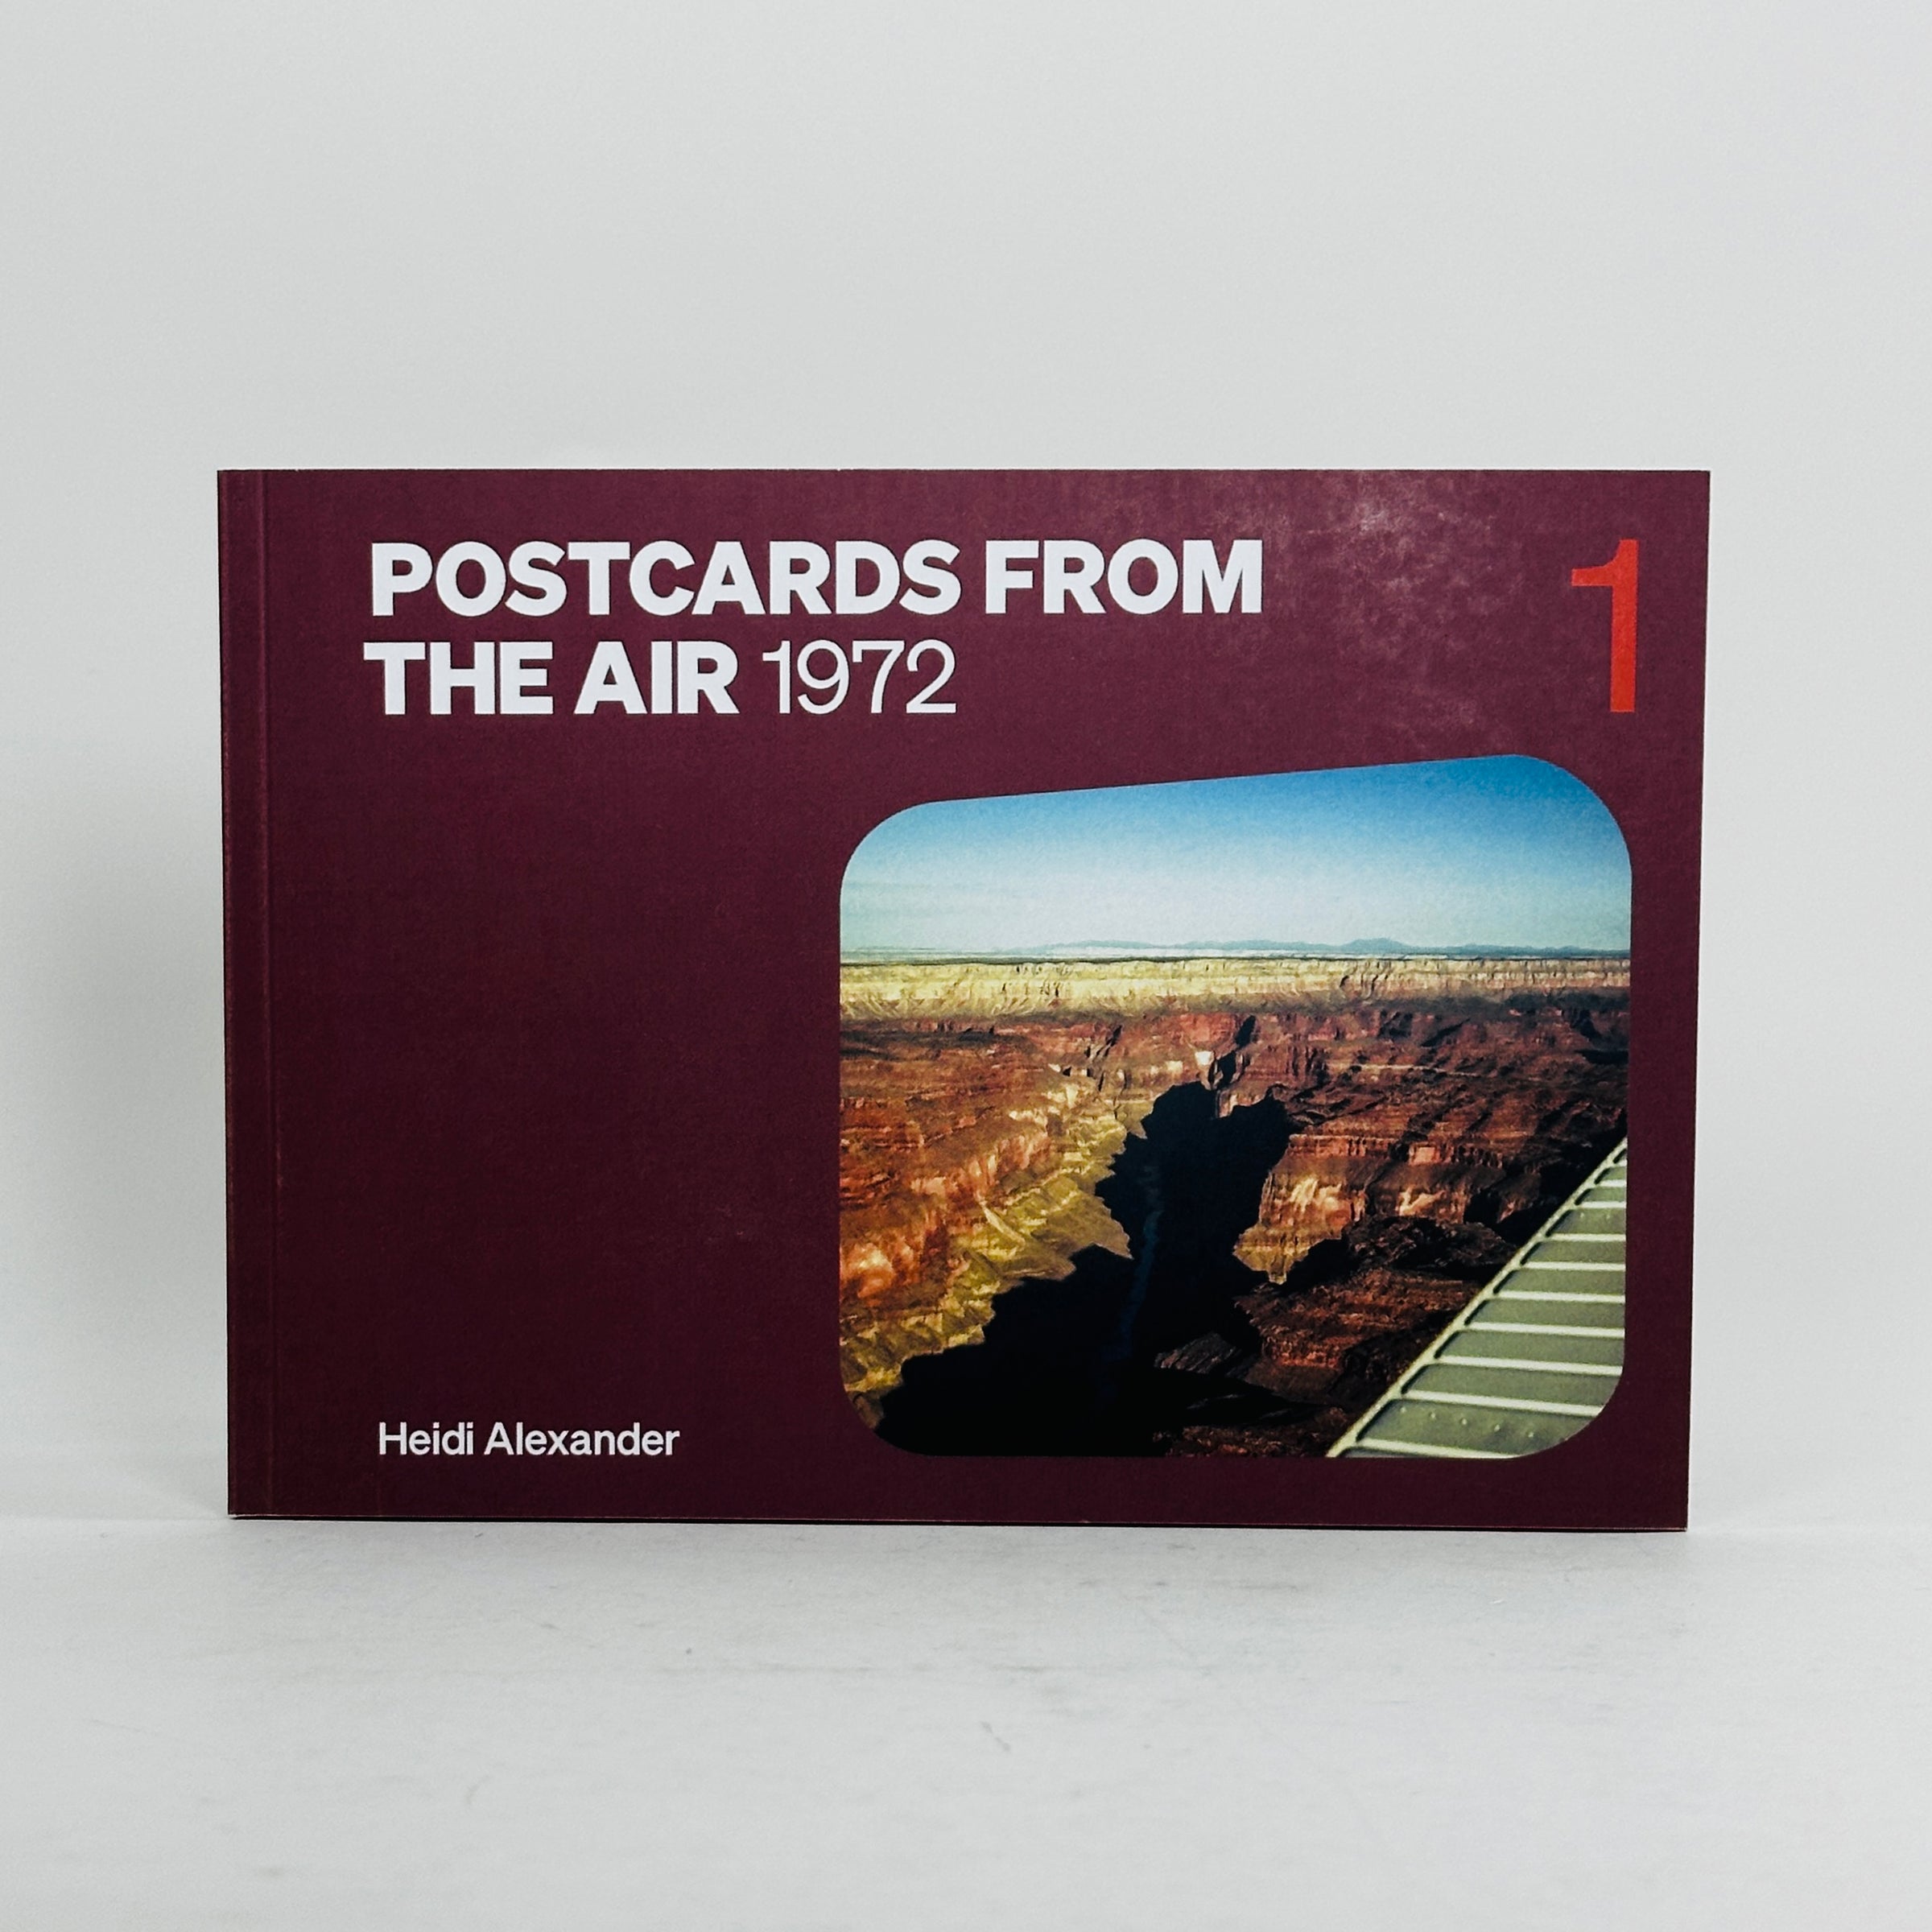 POSTCARDS FROM
THE AIR 1972
1
Heidi Alexander